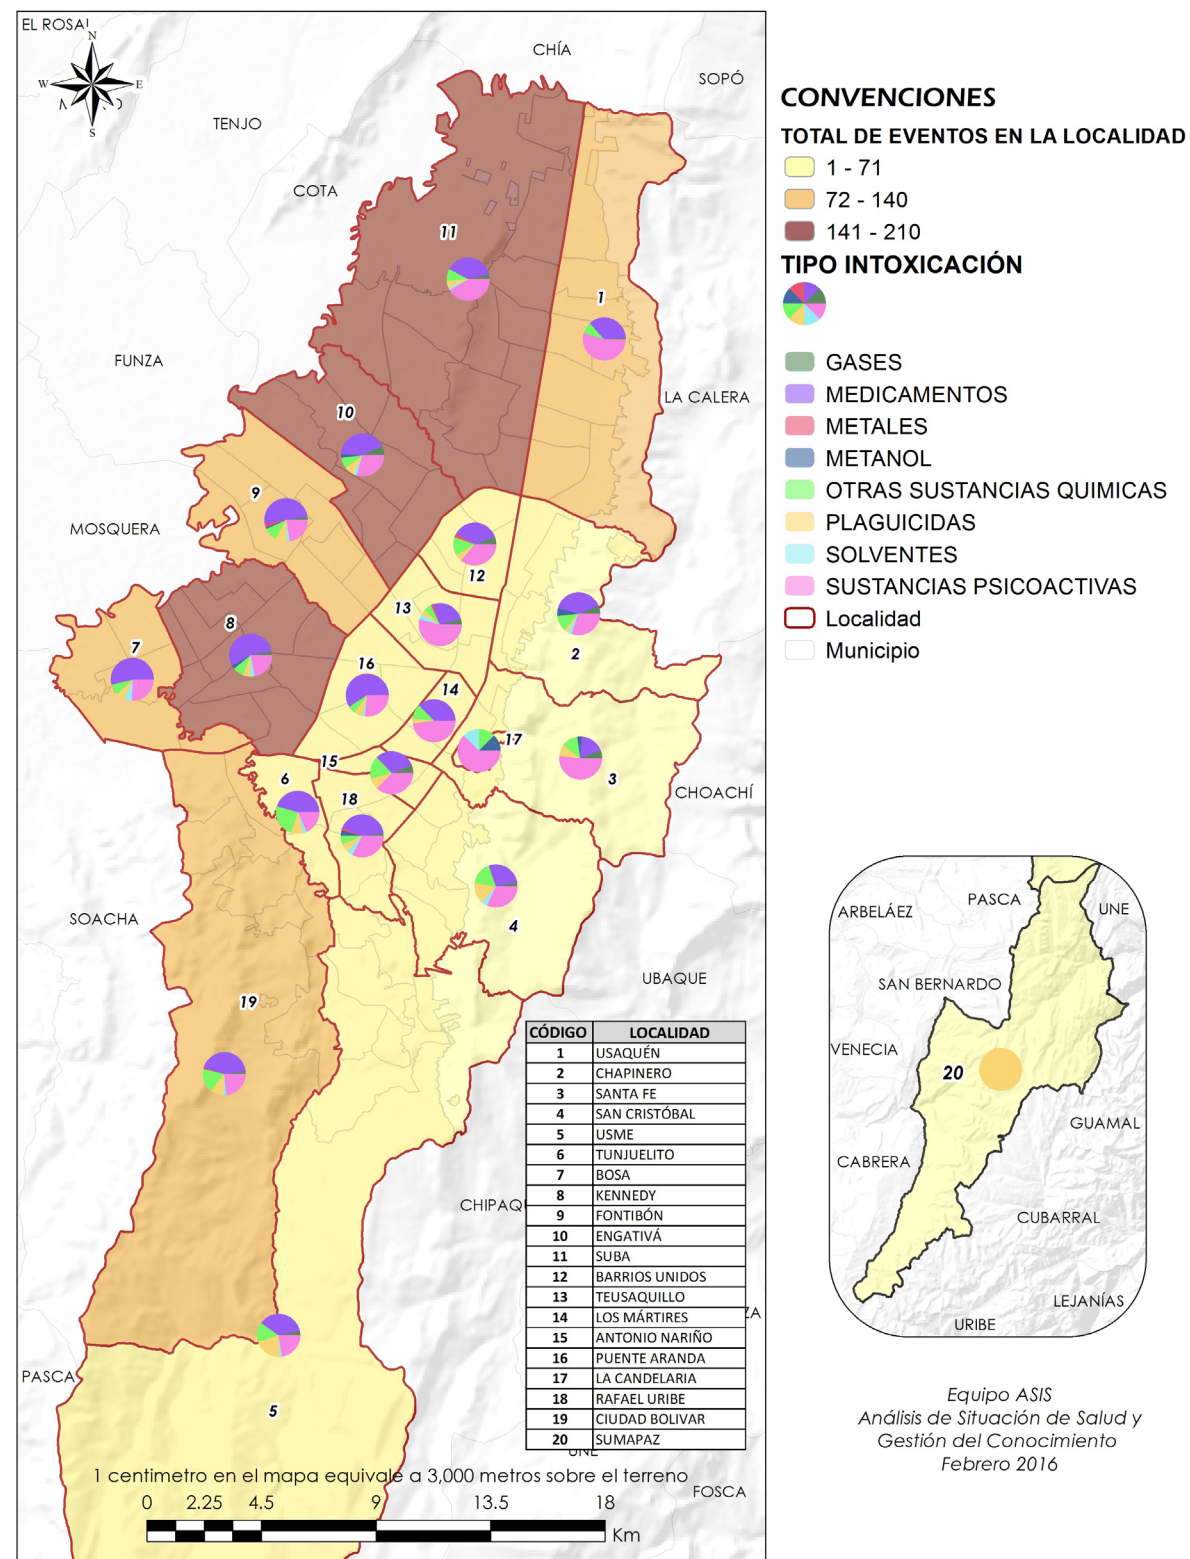 EL ROSAL
N
W
E
S
CHÍA
SOPÓ
TENJO
COTA
FUNZA
LA CALERA
MOSQUERA
CHOACHÍ
SOACHA
UBAQUE
PASCA
UNE
FOSCA
11
1
10
9
12
13
8
7
2
16
14
17
15
3
6
18
4
19
5
CÓDIGO LOCALIDAD
1 USAQUÉN
2 CHAPINERO
3 SANTA FE
4 SAN CRISTÓBAL
5 USME
6 TUNJUELITO
7 BOSA
8 KENNEDY
9 FONTIBÓN
10 ENGATIVÁ
11 SUBA
12 BARRIOS UNIDOS
13 TEUSAQUILLO
14 LOS MÁRTIRES
15 ANTONIO NARIÑO
16 PUENTE ARANDA
17 LA CANDELARIA
18 RAFAEL URIBE
19 CIUDAD BOLIVAR
20 SUMAPAZ
1 centimetro en el mapa equivale a 3,000 metros sobre el terreno
0 2.25 4.5 9 13.5 18
Km
CONVENCIONES
TOTAL DE EVENTOS EN LA LOCALIDAD
1 - 71
72 - 140
141 - 210
TIPO INTOXICACIÓN
GASES
MEDICAMENTOS
METALES
METANOL
OTRAS SUSTANCIAS QUIMICAS
PLAGUICIDAS
SOLVENTES
SUSTANCIAS PSICOACTIVAS
Localidad
Municipio
PASCA
ARBELÁEZ
UNE
SAN BERNARDO
VENECIA
20
GUAMAL
CABRERA
CUBARRAL
LEJANÍAS
URIBE
Equipo ASIS
Análisis de Situación de Salud y
Gestión del Conocimiento
Febrero 2016